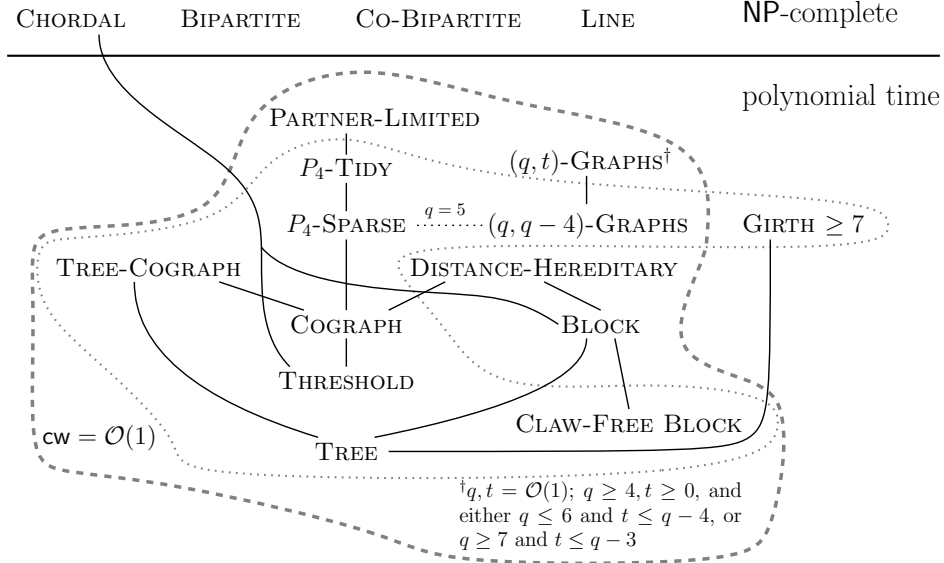 CHORDAL BIPARTITE CO-BIPARTITE LINE NP-complete
polynomial time
PARTNER-LIMITED
P₄-TIDY (q, t)-GRAPHS†
P₄-SPARSE q = 5 (q, q − 4)-GRAPHS GIRTH ≥ 7
TREE-COGRAPH DISTANCE-HEREDITARY
COGRAPH BLOCK
THRESHOLD
CLAW-FREE BLOCK
cw = 𝒪(1)
TREE
†q, t = 𝒪(1); q ≥ 4, t ≥ 0, and
either q ≤ 6 and t ≤ q − 4, or
q ≥ 7 and t ≤ q − 3